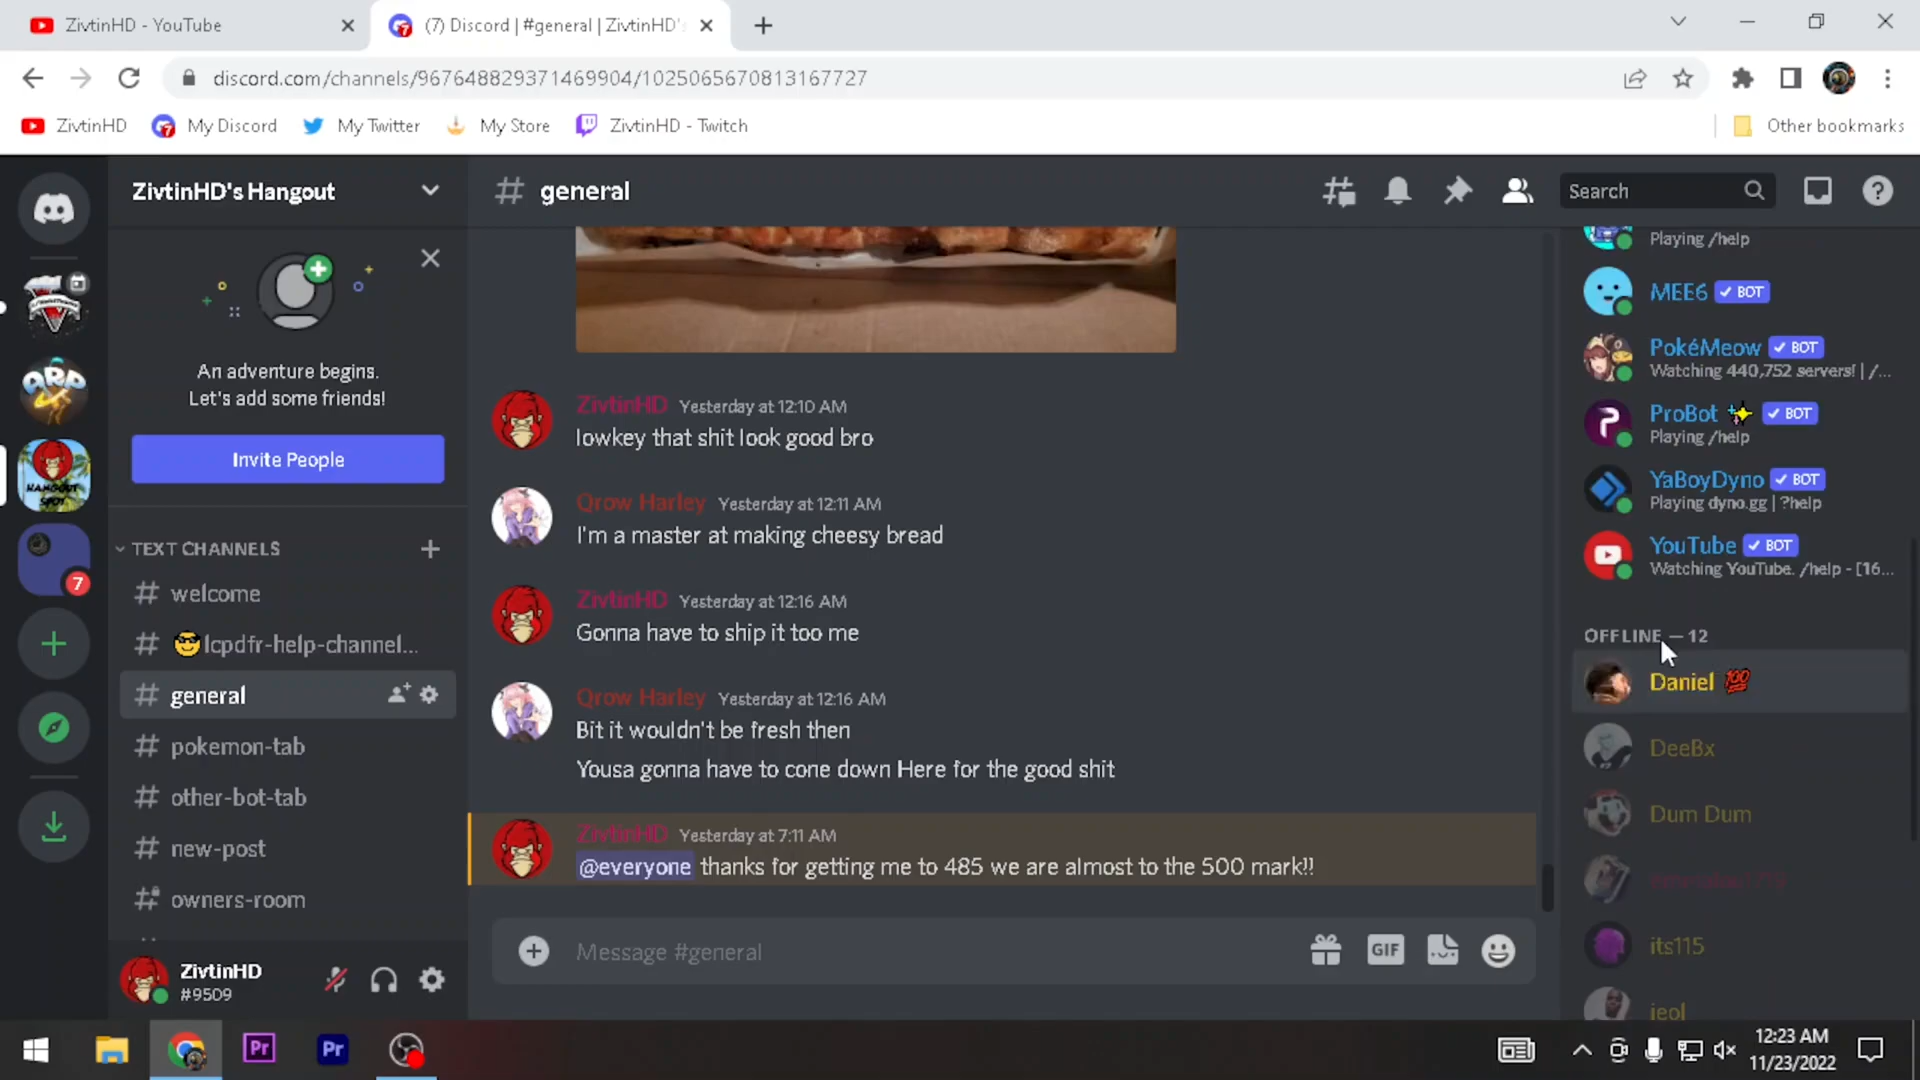 ZivtinHD - YouTube
(7) Discord | #general | ZivtinHD's
discord.com/channels/967648829371469904/1025065670813167727
ZivtinHD
My Discord
My Twitter
My Store
ZivtinHD - Twitch
Other bookmarks
ZivtinHD's Hangout
general
Search
An adventure begins.
Let's add some friends!
Invite People
TEXT CHANNELS
welcome
😎lcpdfr-help-channel...
general
pokemon-tab
other-bot-tab
new-post
owners-room
ZivtinHD
#9509
ARP
HANGOUT
SPOT
7
ZivtinHD Yesterday at 12:10 AM
lowkey that shit look good bro
Qrow Harley Yesterday at 12:11 AM
I'm a master at making cheesy bread
ZivtinHD Yesterday at 12:16 AM
Gonna have to ship it too me
Qrow Harley Yesterday at 12:16 AM
Bit it wouldn't be fresh then
Yousa gonna have to cone down Here for the good shit
ZivtinHD Yesterday at 7:11 AM
@everyone thanks for getting me to 485 we are almost to the 500 mark!!
Message #general
GIF
Playing /help
MEE6 ✓ BOT
PokéMeow ✓ BOT
Watching 440,752 servers! | /...
ProBot ✨ ✓ BOT
Playing /help
YaBoyDyno ✓ BOT
Playing dyno.gg | ?help
YouTube ✓ BOT
Watching YouTube. /help - [16...
OFFLINE — 12
Daniel 💯
DeeBx
Dum Dum
its115
jeol
Pr
Pr
12:23 AM
11/23/2022